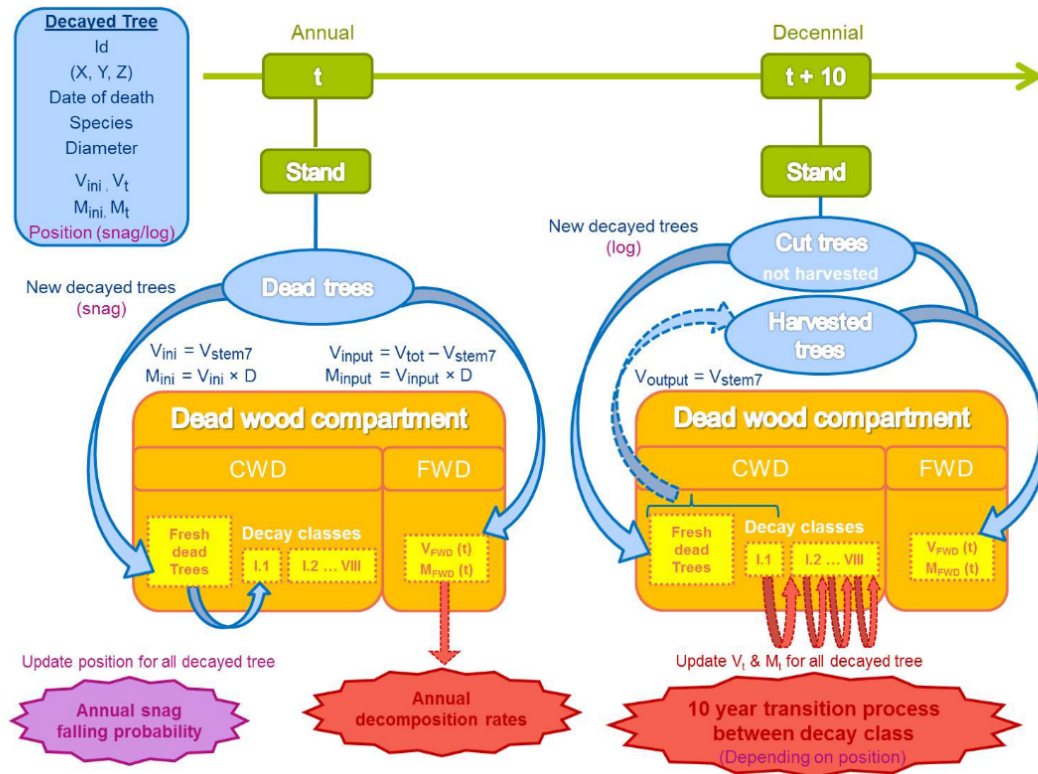 Decayed Tree
Id
(X, Y, Z)
Date of death
Species
Diameter
Vini , Vt
Mini, Mt
Position (snag/log)
Annual
Decennial
t
t + 10
Stand
Stand
New decayed trees
(snag)
Dead trees
Vini = Vstem7
Mini = Vini × D
Vinput = Vtot – Vstem7
Minput = Vinput × D
Dead wood compartment
CWD
FWD
Fresh
dead
Trees
Decay classes
I.1
I.2 ... VIII
VFWD (t)
MFWD (t)
Update position for all decayed tree
Annual snag
falling probability
Annual
decomposition rates
New decayed trees
(log)
Cut trees
not harvested
Harvested
trees
Voutput = Vstem7
Dead wood compartment
CWD
FWD
Fresh
dead
Trees
Decay classes
I.1
I.2 ... VIII
VFWD (t)
MFWD (t)
Update Vt & Mt for all decayed tree
10 year transition process
between decay class
(Depending on position)